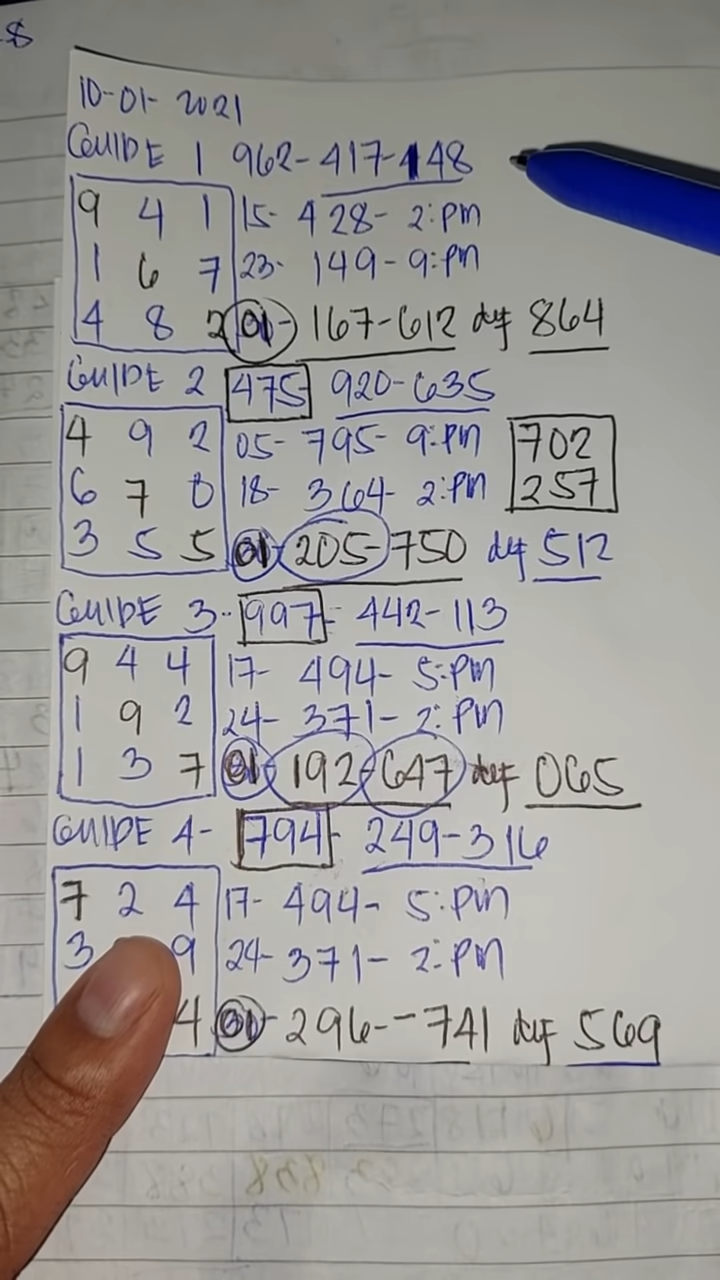 8
10-01-2021
GUIDE 1 962-417-148
9 4 1 15- 428- 2:pm
1 6 7 23- 149- 9:pm
4 8 2 01- 167-612 def 864
GUIDE 2 475- 920-635
4 9 2 05- 795- 9:pm 702
6 7 0 18- 364- 2:pm 257
3 5 5 01- 205-750 def 512
GUIDE 3- 997- 442-113
9 4 4 17- 494- 5:pm
1 9 2 24- 371- 2:pm
1 3 7 01- 192-647 def 065
GUIDE 4- 794- 249-316
7 2 4 17- 494- 5:pm
3 9 24- 371- 2:pm
4 01- 296--741 def 569